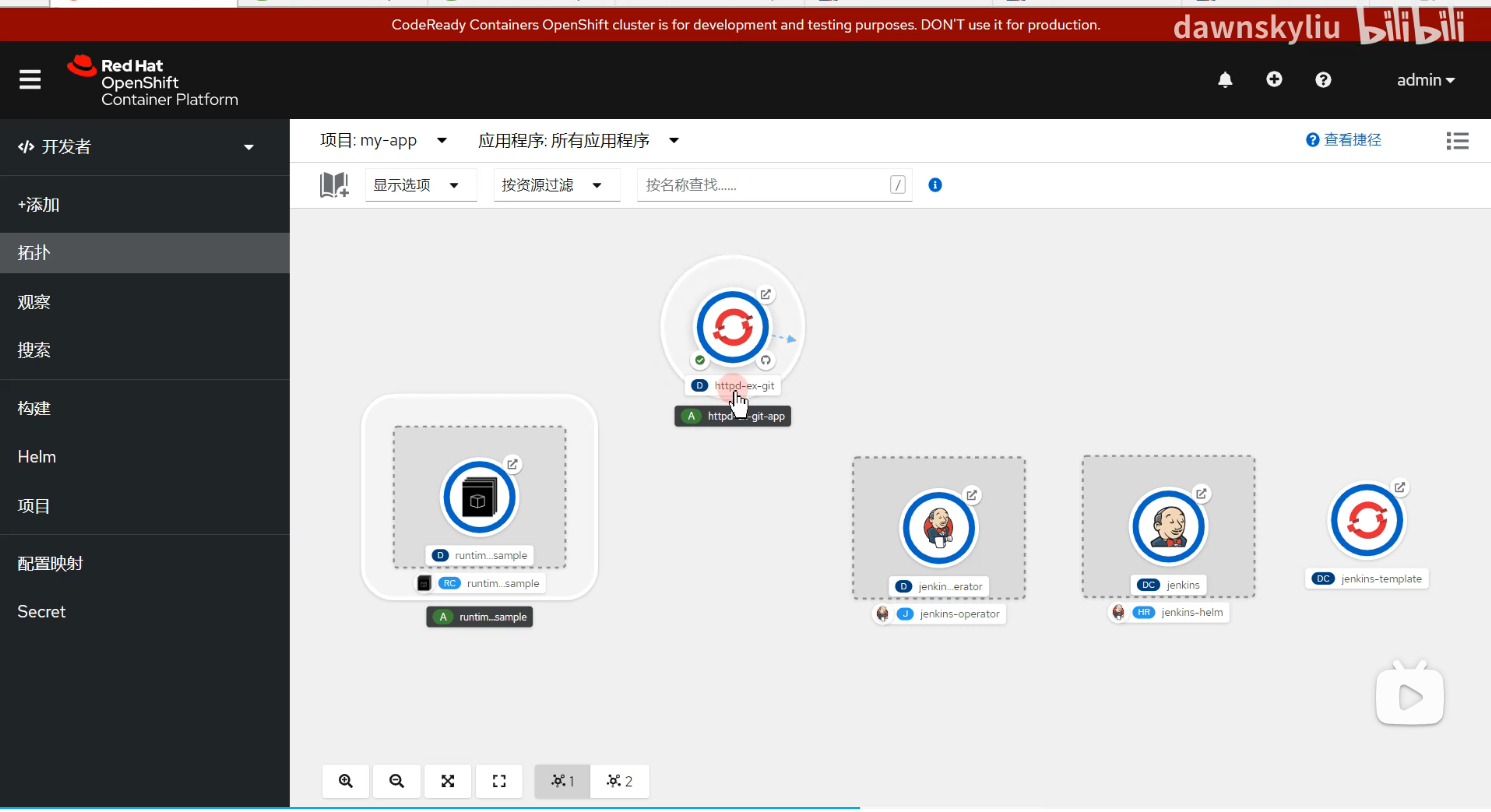 CodeReady Containers OpenShift cluster is for development and testing purposes. DON'T use it for production.
dawnskyliu bilibili
Red Hat
OpenShift
Container Platform
admin
开发者
+添加
拓扑
观察
搜索
构建
Helm
项目
配置映射
Secret
项目: my-app
应用程序: 所有应用程序
查看捷径
显示选项
按资源过滤
按名称查找......
/
D httpd-ex-git
A httpd-ex-git-app
D runtim...sample
RC runtim...sample
A runtim...sample
D jenkin...erator
J jenkins-operator
DC jenkins
HR jenkins-helm
DC jenkins-template
1
2